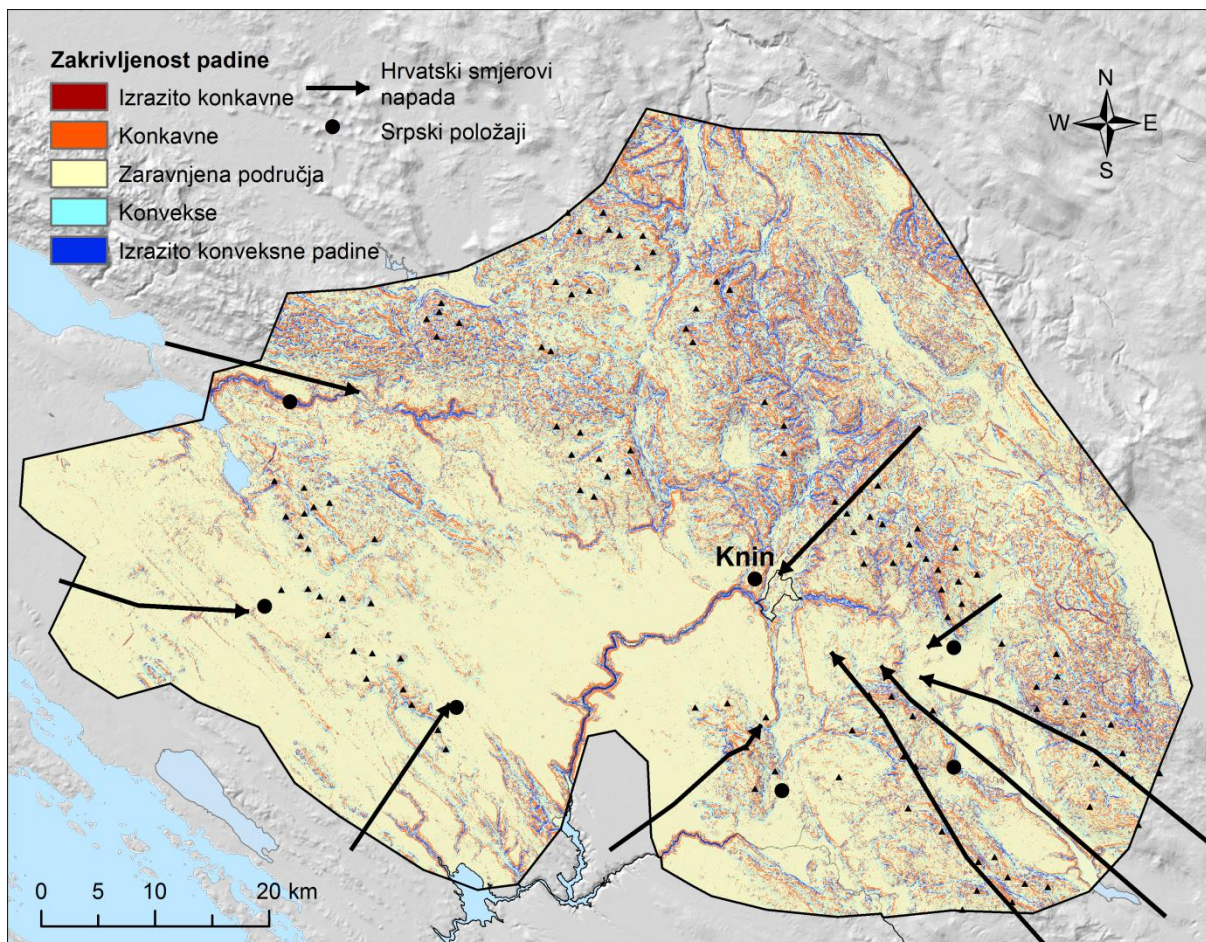 Zakrivljenost padine
Izrazito konkavne
Konkavne
Zaravnjena područja
Konvekse
Izrazito konveksne padine
Hrvatski smjerovi
napada
Srpski položaji
N
W E
S
Knin
0 5 10 20 km